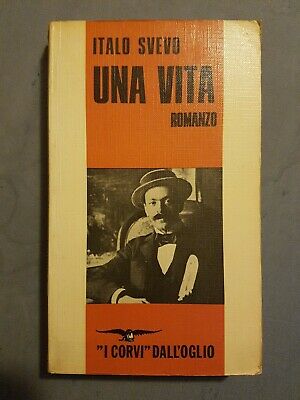 ITALO SVEVO
UNA VITA
ROMANZO
"I CORVI" DALL'OGLIO